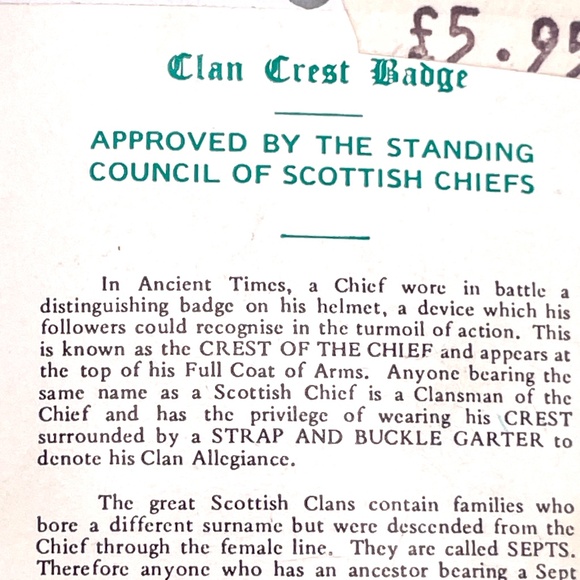 £5.95
Clan Crest Badge
APPROVED BY THE STANDING
COUNCIL OF SCOTTISH CHIEFS
In Ancient Times, a Chief wore in battle a
distinguishing badge on his helmet, a device which his
followers could recognise in the turmoil of action. This
is known as the CREST OF THE CHIEF and appears at
the top of his Full Coat of Arms. Anyone bearing the
same name as a Scottish Chief is a Clansman of the
Chief and has the privilege of wearing his CREST
surrounded by a STRAP AND BUCKLE GARTER to
denote his Clan Allegiance.
The great Scottish Clans contain families who
bore a different surname but were descended from the
Chief through the female line. They are called SEPTS.
Therefore anyone who has an ancestor bearing a Sept